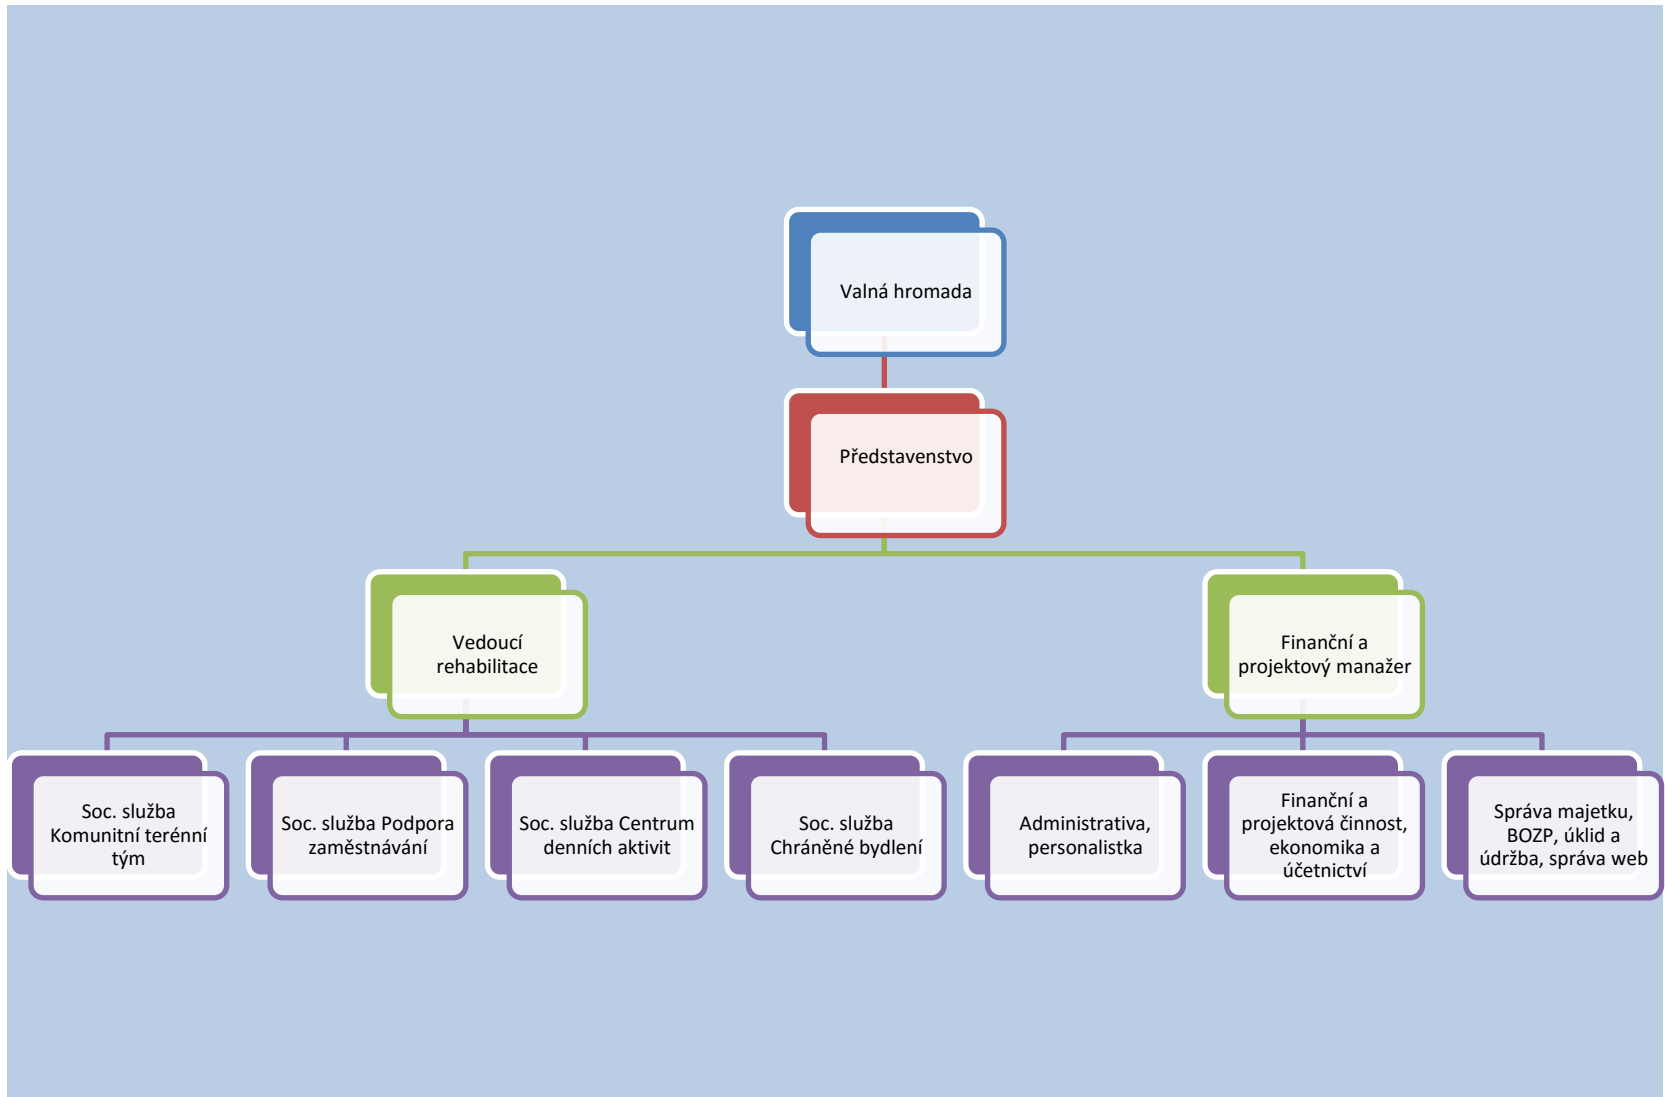 Valná hromada
Představenstvo
Vedoucí
rehabilitace
Finanční a
projektový manažer
Soc. služba
Komunitní terénní
tým
Soc. služba Podpora
zaměstnávání
Soc. služba Centrum
denních aktivit
Soc. služba
Chráněné bydlení
Administrativa,
personalistka
Finanční a
projektová činnost,
ekonomika a
účetnictví
Správa majetku,
BOZP, úklid a
údržba, správa web